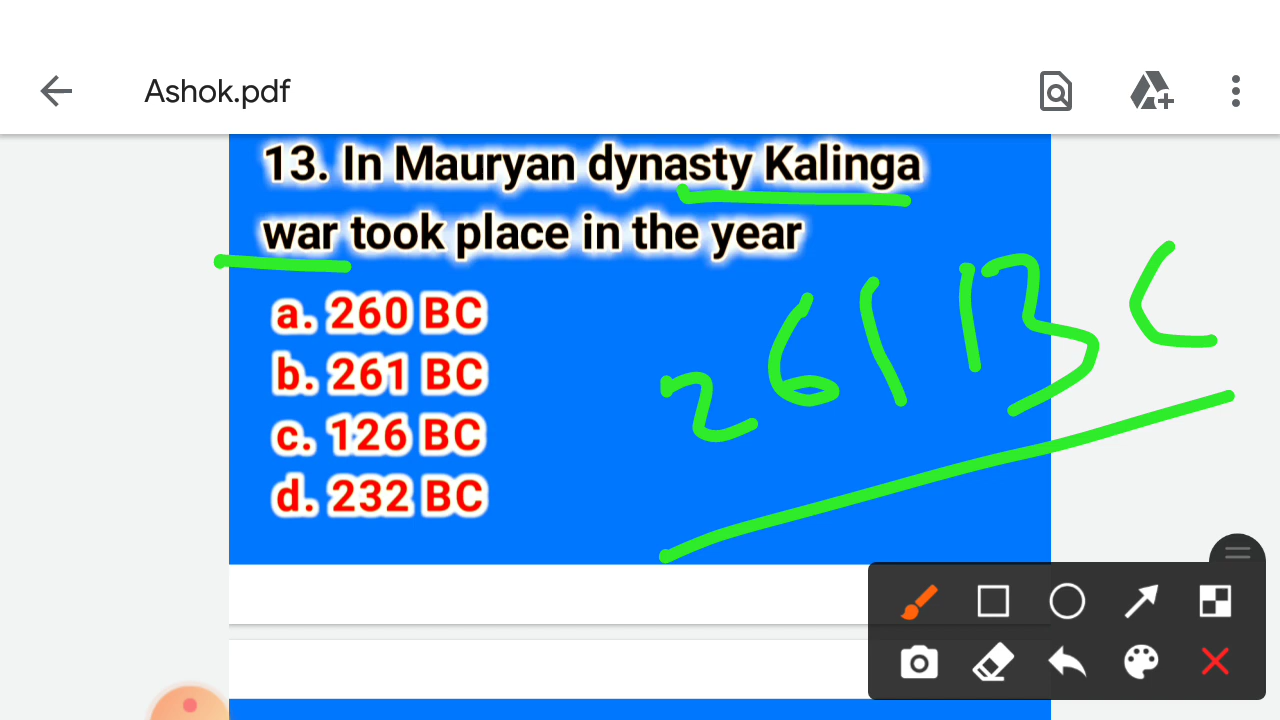 Ashok.pdf
13. In Mauryan dynasty Kalinga
war took place in the year
a. 260 BC
b. 261 BC
c. 126 BC
d. 232 BC
261 BC